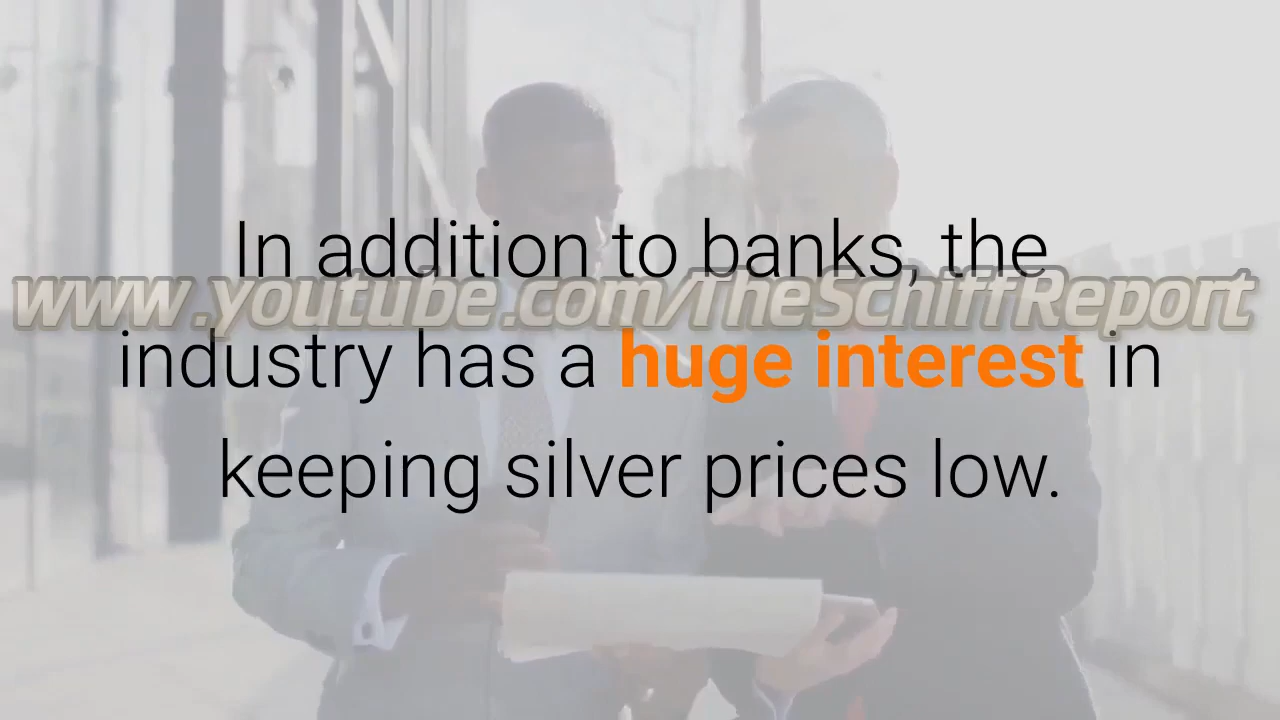 In addition to banks, the
www.youtube.com/TheSchiffReport
industry has a huge interest in
keeping silver prices low.